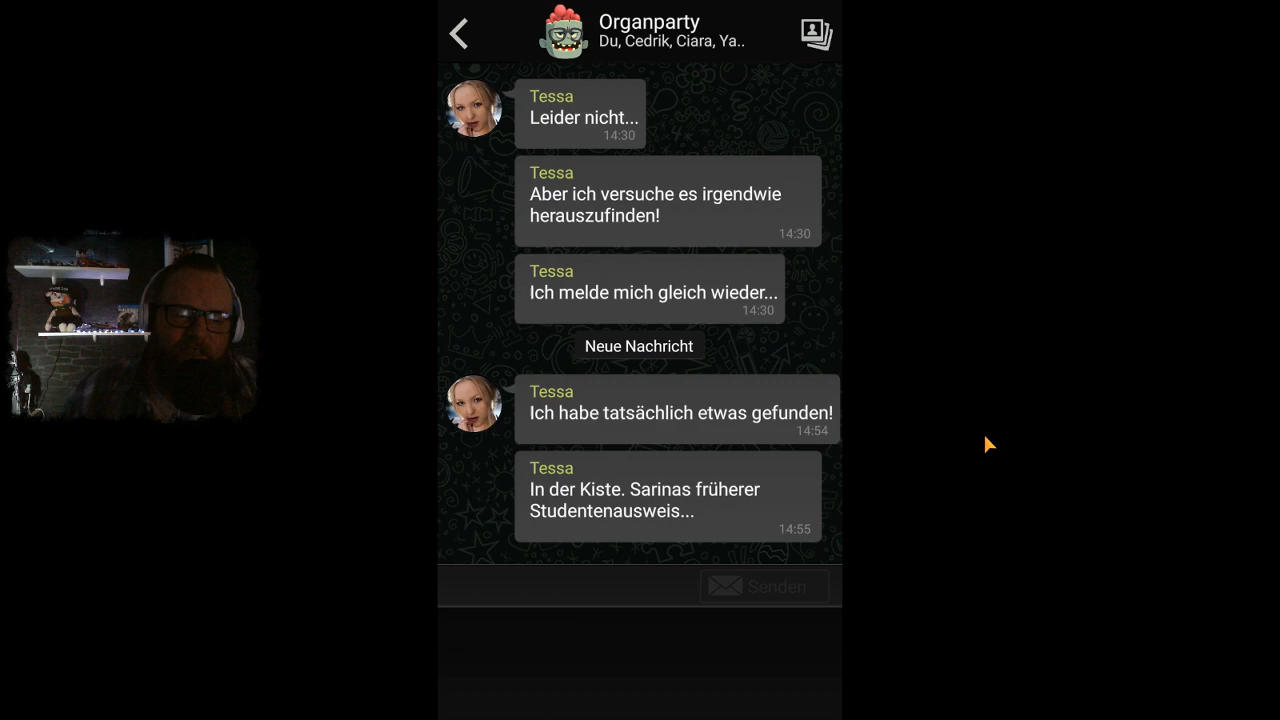 Organparty
Du, Cedrik, Ciara, Ya..
Tessa
Leider nicht...
14:30
Tessa
Aber ich versuche es irgendwie
herauszufinden!
14:30
Tessa
Ich melde mich gleich wieder...
14:30
Neue Nachricht
Tessa
Ich habe tatsächlich etwas gefunden!
14:54
Tessa
In der Kiste. Sarinas früherer
Studentenausweis...
14:55
Senden